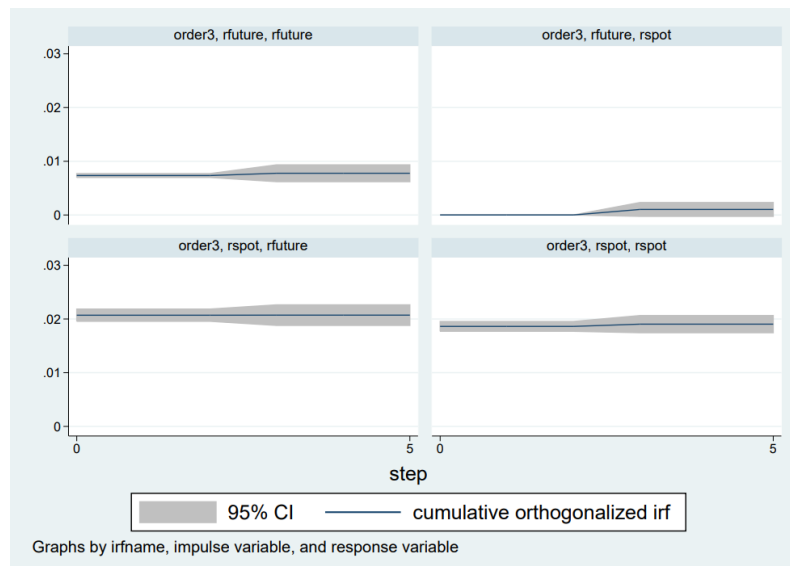 order3, rfuture, rfuture
order3, rfuture, rspot
.03
.02
.01
0
order3, rspot, rfuture
order3, rspot, rspot
.03
.02
.01
0
0
5
0
5
step
95% CI
cumulative orthogonalized irf
Graphs by irfname, impulse variable, and response variable